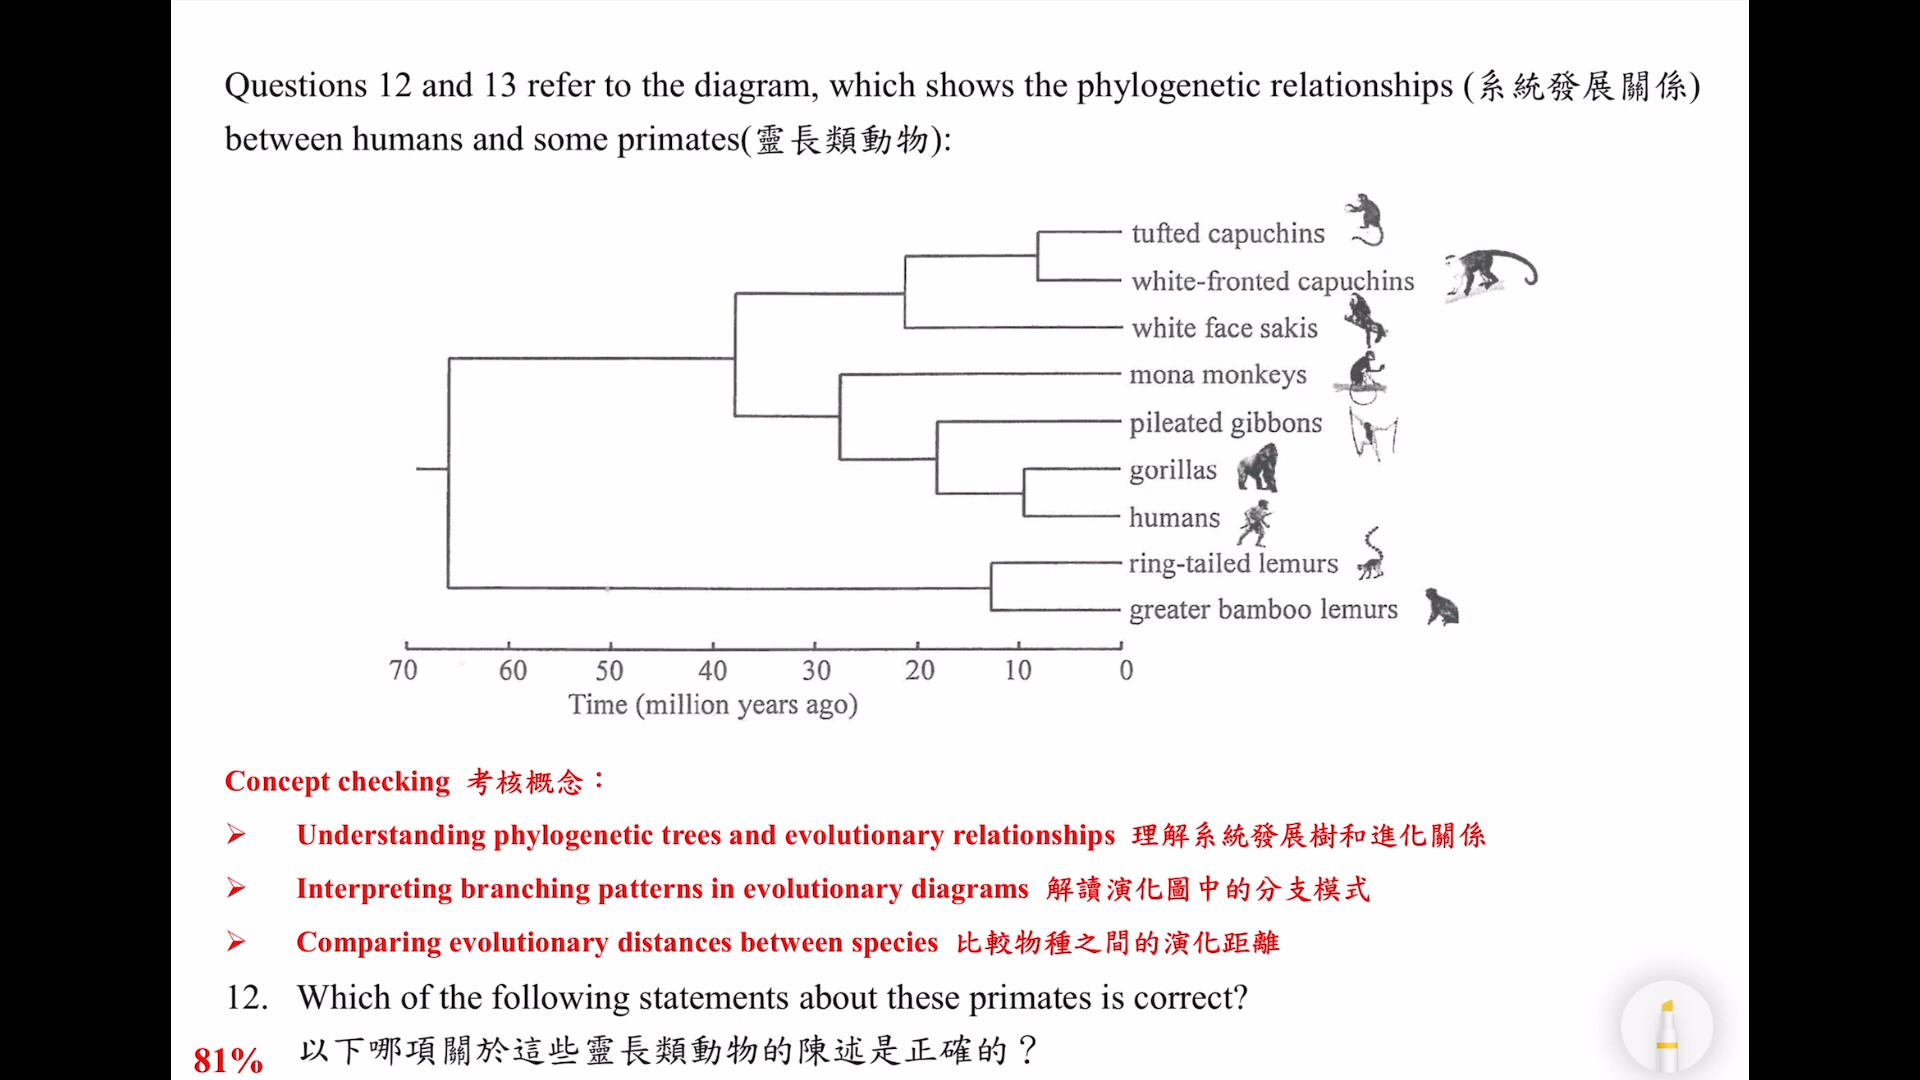 Questions 12 and 13 refer to the diagram, which shows the phylogenetic relationships (系統發展關係)
between humans and some primates(靈長類動物):
tufted capuchins
white-fronted capuchins
white face sakis
mona monkeys
pileated gibbons
gorillas
humans
ring-tailed lemurs
greater bamboo lemurs
70 60 50 40 30 20 10 0
Time (million years ago)
Concept checking 考核概念：
➢ Understanding phylogenetic trees and evolutionary relationships 理解系統發展樹和進化關係
➢ Interpreting branching patterns in evolutionary diagrams 解讀演化圖中的分支模式
➢ Comparing evolutionary distances between species 比較物種之間的演化距離
12. Which of the following statements about these primates is correct?
81% 以下哪項關於這些靈長類動物的陳述是正確的？